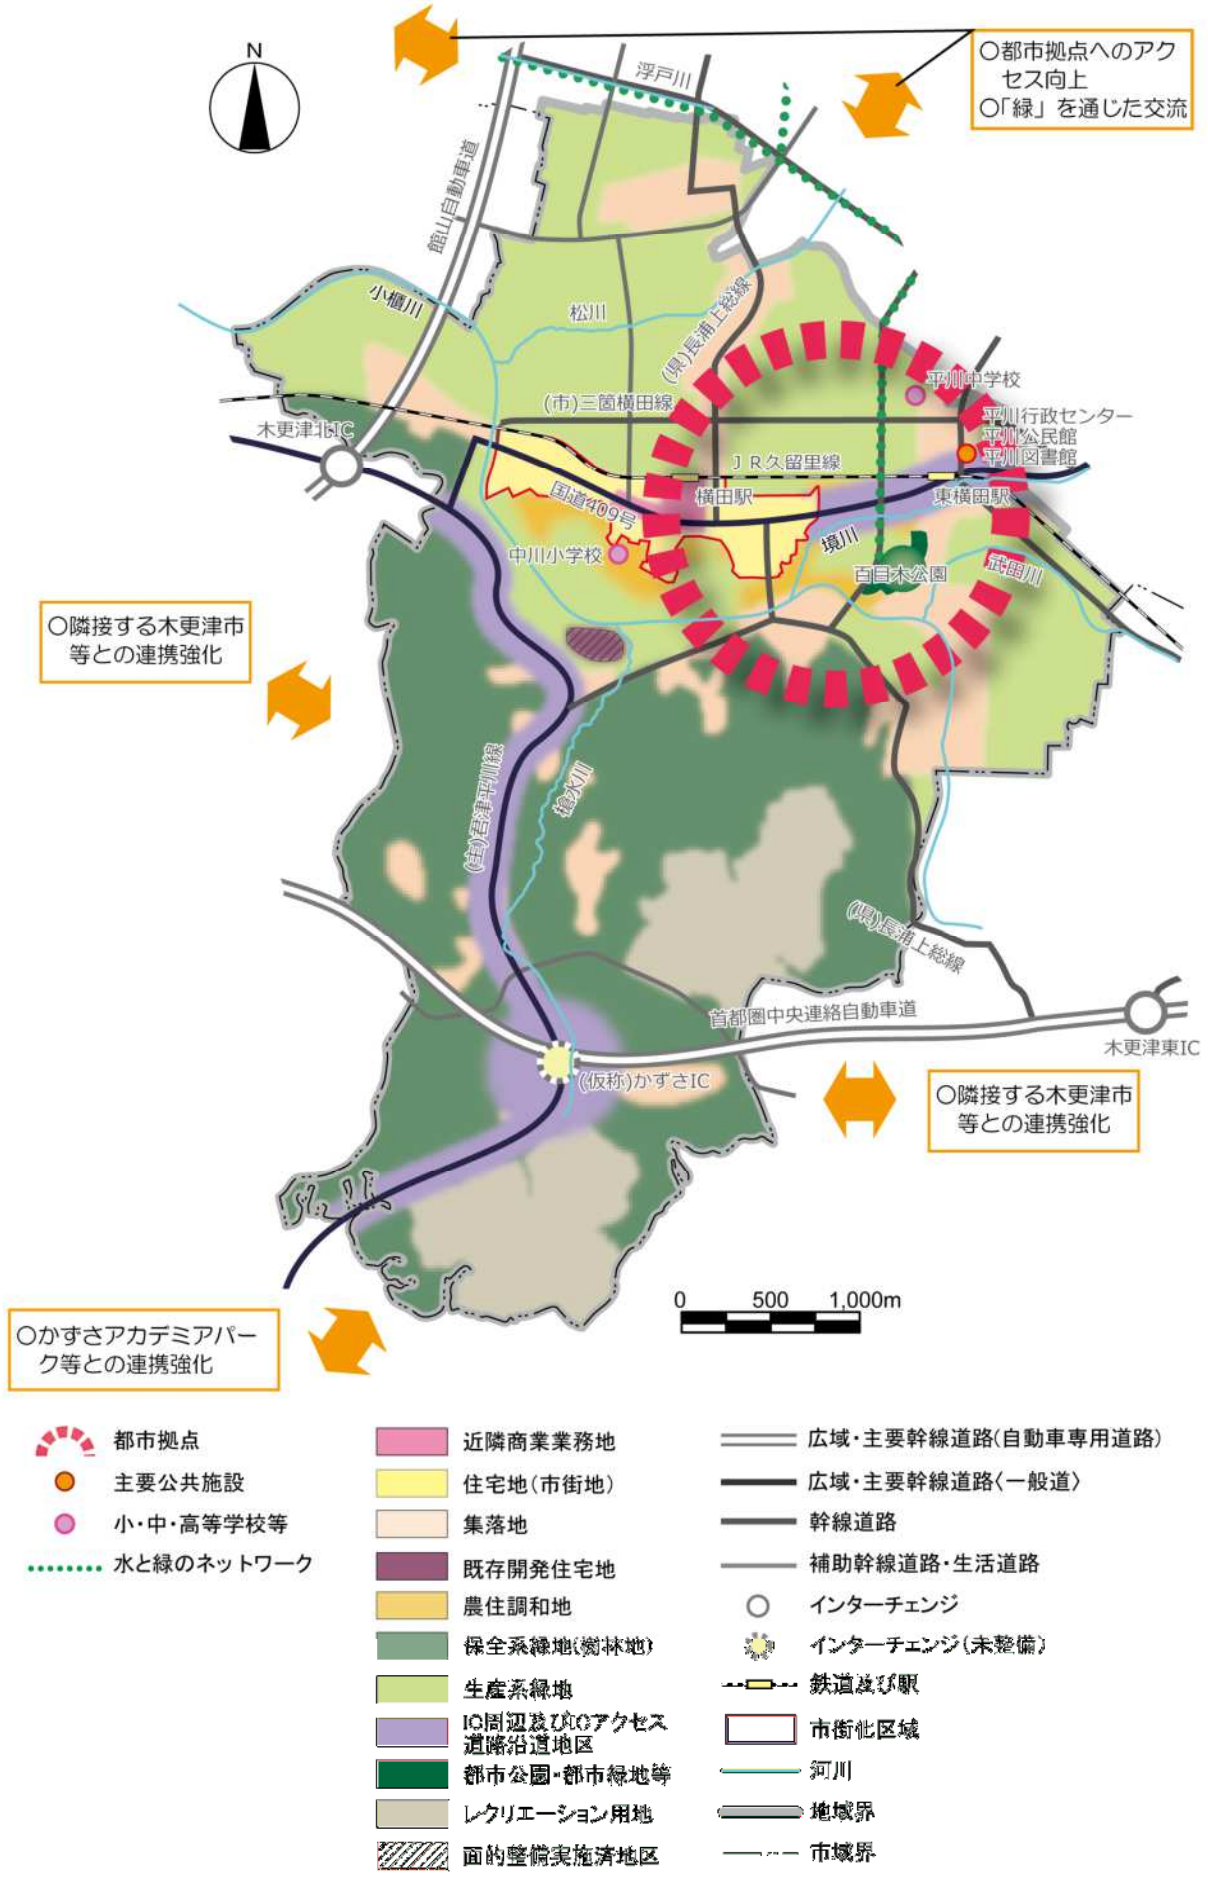 ○都市拠点へのアク
セス向上
○「緑」を通じた交流
N
浮戸川
館山自動車道
小櫃川
松川
(県)長浦上総線
平川中学校
(市)三箇横田線
平川行政センター
平川公民館
平川図書館
木更津北IC
JR久留里線
横田駅
東横田駅
国道409号
境川
中川小学校
百目木公園
武田川
○隣接する木更津市
等との連携強化
(主)君津平川線
槍水川
(県)長浦上総線
首都圏中央連絡自動車道
木更津東IC
(仮称)かずさIC
○隣接する木更津市
等との連携強化
0 500 1,000m
○かずさアカデミアパー
ク等との連携強化
都市拠点
主要公共施設
小・中・高等学校等
水と緑のネットワーク
近隣商業業務地
住宅地(市街地)
集落地
既存開発住宅地
農住調和地
保全系緑地(樹林地)
生産系緑地
IC周辺及びICアクセス
道路沿道地区
都市公園・都市緑地等
レクリエーション用地
面的整備実施済地区
広域・主要幹線道路(自動車専用道路)
広域・主要幹線道路〈一般道〉
幹線道路
補助幹線道路・生活道路
インターチェンジ
インターチェンジ(未整備)
鉄道及び駅
市街化区域
河川
地域界
市域界